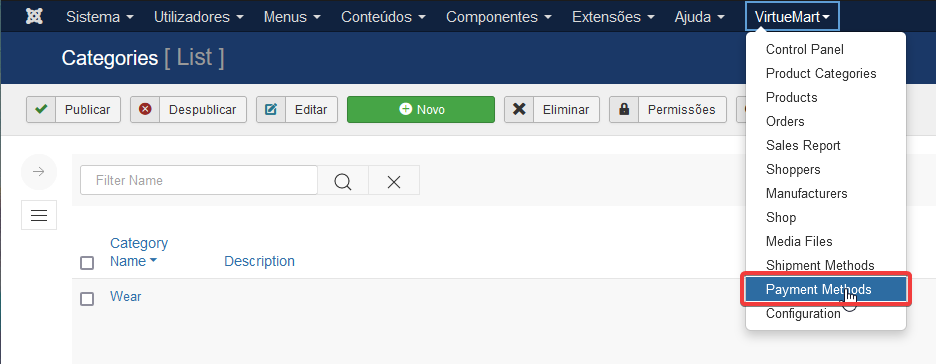 Sistema Utilizadores Menus Conteúdos Componentes Extensões Ajuda VirtueMart
Categories [ List ]
Publicar Despublicar Editar Novo Eliminar Permissões
Filter Name
Category
Name Description
Wear
Control Panel
Product Categories
Products
Orders
Sales Report
Shoppers
Manufacturers
Shop
Media Files
Shipment Methods
Payment Methods
Configuration